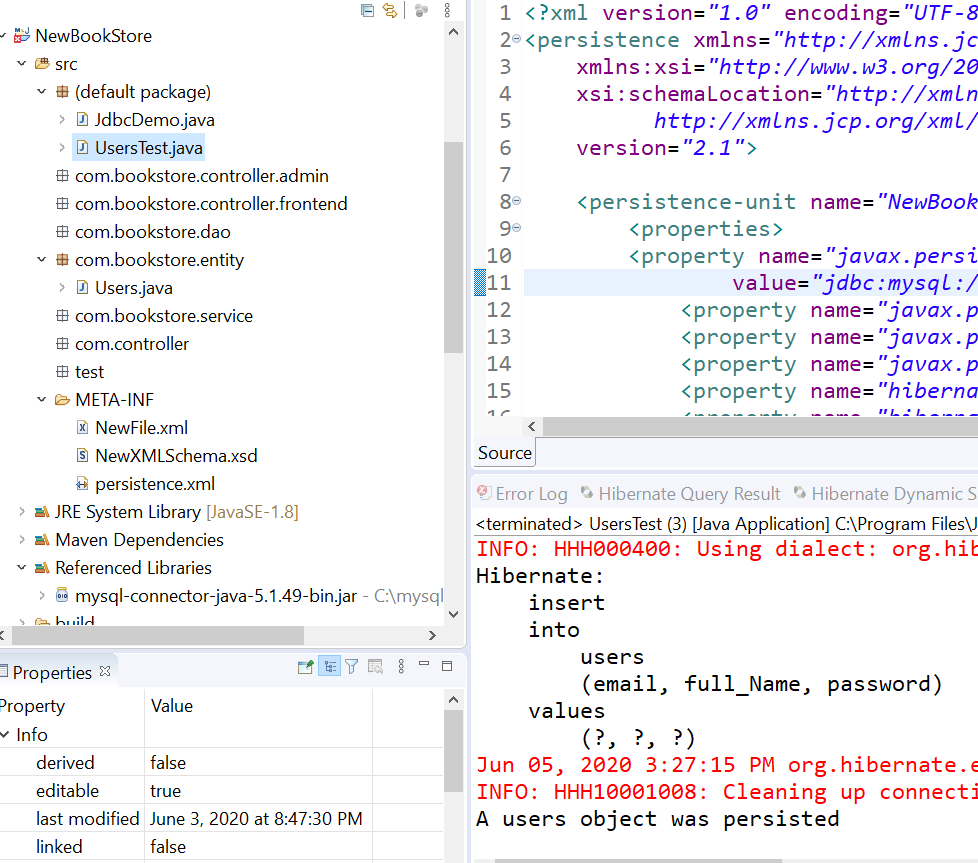 NewBookStore
src
(default package)
JdbcDemo.java
UsersTest.java
com.bookstore.controller.admin
com.bookstore.controller.frontend
com.bookstore.dao
com.bookstore.entity
Users.java
com.bookstore.service
com.controller
test
META-INF
NewFile.xml
NewXMLSchema.xsd
persistence.xml
JRE System Library [JavaSE-1.8]
Maven Dependencies
Referenced Libraries
mysql-connector-java-5.1.49-bin.jar - C:\mysql
build
Properties
Property Value
Info
derived false
editable true
last modified June 3, 2020 at 8:47:30 PM
linked false
1 <?xml version="1.0" encoding="UTF-8
2 <persistence xmlns="http://xmlns.jc
3 xmlns:xsi="http://www.w3.org/20
4 xsi:schemaLocation="http://xmln
5 http://xmlns.jcp.org/xml/
6 version="2.1">
7
8 <persistence-unit name="NewBook
9 <properties>
10 <property name="javax.persi
11 value="jdbc:mysql:/
12 <property name="javax.p
13 <property name="javax.p
14 <property name="javax.p
15 <property name="hiberna
16 <property name="hiberna
Source
Error Log Hibernate Query Result Hibernate Dynamic S
<terminated> UsersTest (3) [Java Application] C:\Program Files\J
INFO: HHH000400: Using dialect: org.hib
Hibernate:
insert
into
users
(email, full_Name, password)
values
(?, ?, ?)
Jun 05, 2020 3:27:15 PM org.hibernate.e
INFO: HHH10001008: Cleaning up connecti
A users object was persisted